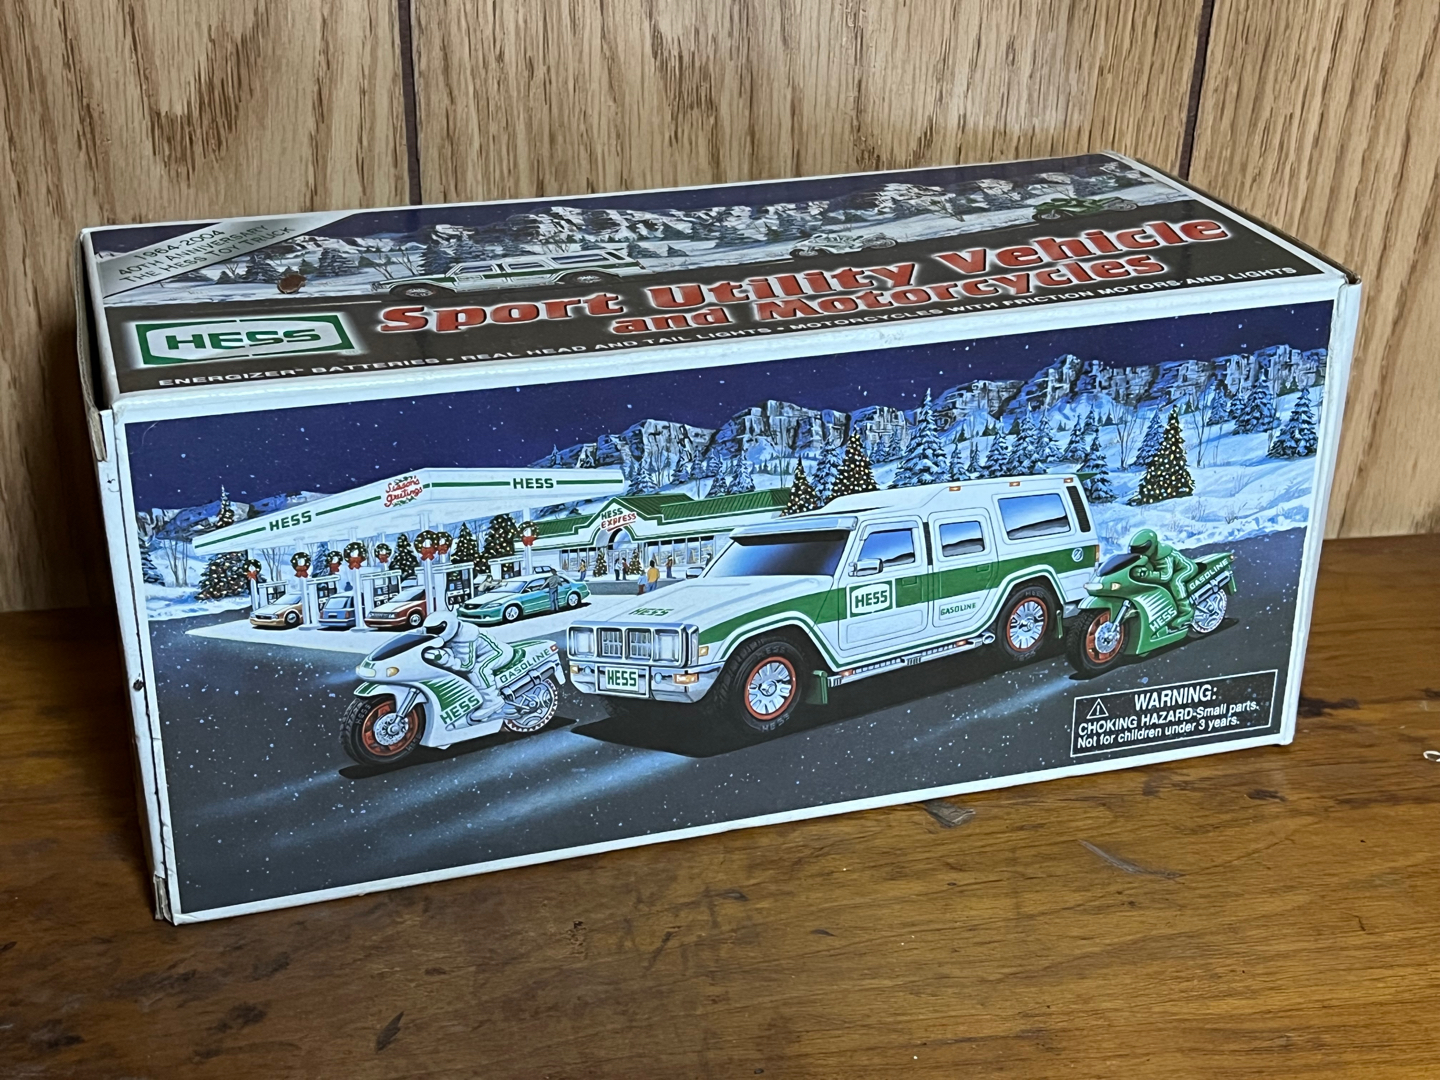 1964-2004
40TH ANNIVERSARY
THE HESS TOY TRUCK
HESS
Sport Utility Vehicle
and Motorcycles
ENERGIZER® BATTERIES • REAL HEAD AND TAIL LIGHTS • MOTORCYCLES WITH FRICTION MOTORS AND LIGHTS
HESS
Season's
Greetings
HESS
HESS
EXPRESS
HESS
HESS
GASOLINE
HESS
HESS
GASOLINE
HESS
GASOLINE
WARNING:
CHOKING HAZARD-Small parts.
Not for children under 3 years.